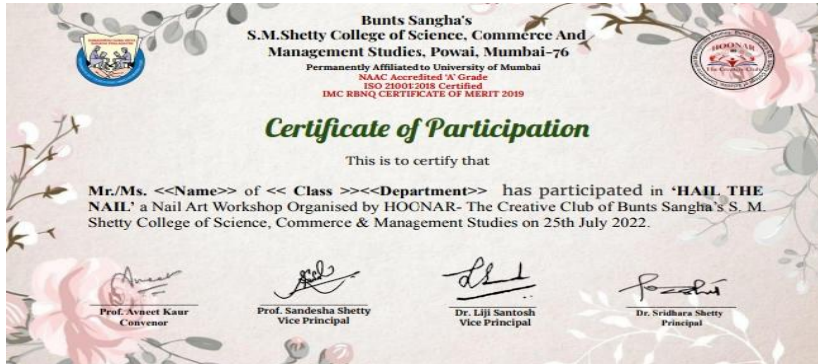 Bunts Sangha's
S.M.Shetty College of Science, Commerce And
Management Studies, Powai, Mumbai-76
Permanently Affiliated to University of Mumbai
NAAC Accredited 'A' Grade
ISO 21001:2018 Certified
IMC RBNQ CERTIFICATE OF MERIT 2019
HOONAR
The Creative Club
Certificate of Participation
This is to certify that
Mr./Ms. <<Name>> of << Class >><<Department>> has participated in 'HAIL THE
NAIL' a Nail Art Workshop Organised by HOONAR- The Creative Club of Bunts Sangha's S. M.
Shetty College of Science, Commerce & Management Studies on 25th July 2022.
Prof. Avneet Kaur
Convenor
Prof. Sandesha Shetty
Vice Principal
Dr. Liji Santosh
Vice Principal
Dr. Sridhara Shetty
Principal